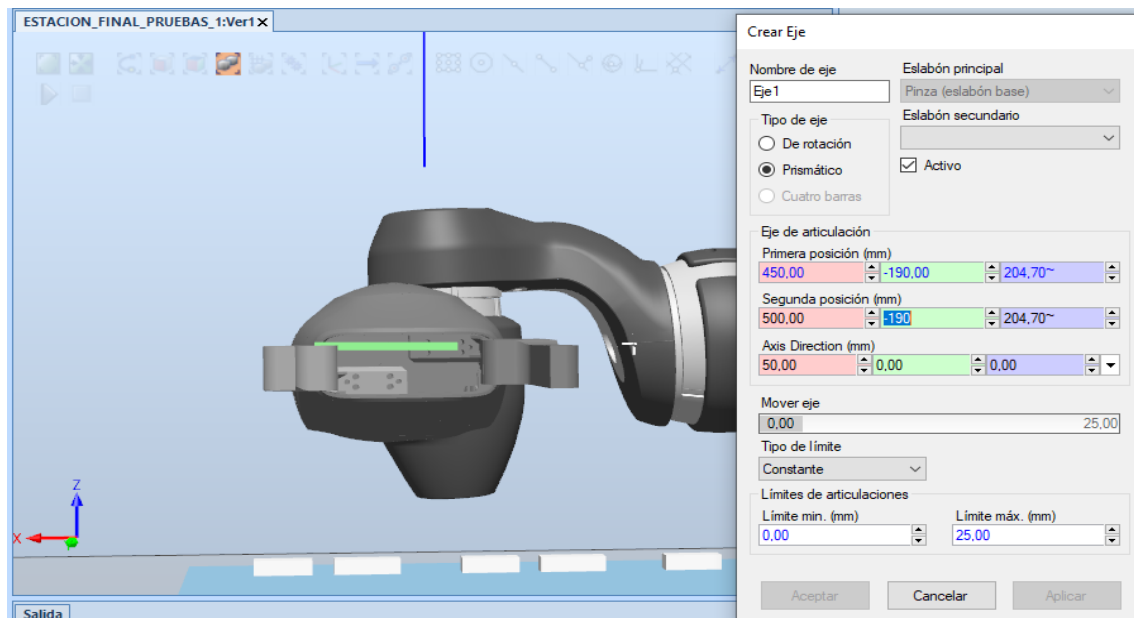 ESTACION_FINAL_PRUEBAS_1:Ver1 X
Z
X
Salida
Crear Eje
Nombre de eje
Eje1
Eslabón principal
Pinza (eslabón base)
Tipo de eje
De rotación
Prismático
Cuatro barras
Eslabón secundario
Activo
Eje de articulación
Primera posición (mm)
450,00 -190,00 204,70~
Segunda posición (mm)
500,00 -190 204,70~
Axis Direction (mm)
50,00 0,00 0,00
Mover eje
0,00 25,00
Tipo de límite
Constante
Límites de articulaciones
Límite min. (mm) Límite máx. (mm)
0,00 25,00
Aceptar Cancelar Aplicar